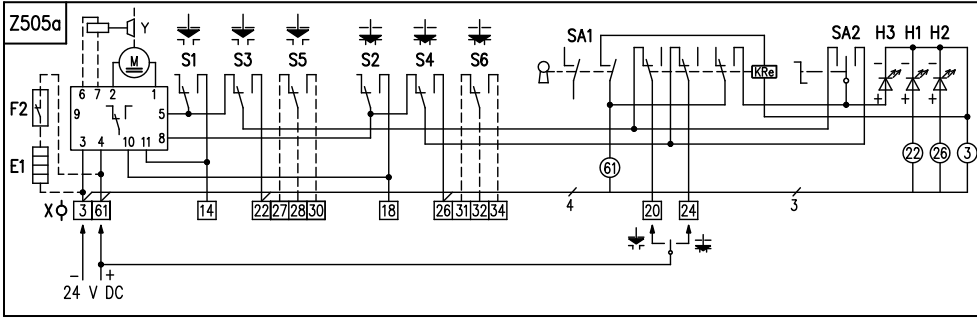 Z505a
Y
SA1
SA2 H3 H1 H2
S1 S3 S5 S2 S4 S6
M
KRe
6 7 2 1
F2
9 5
8
3 4 10 11
E1
61
22 26 3
X 3 61 14 22 27 28 30 18 26 31 32 34 20 24
4 3
− +
24 V DC